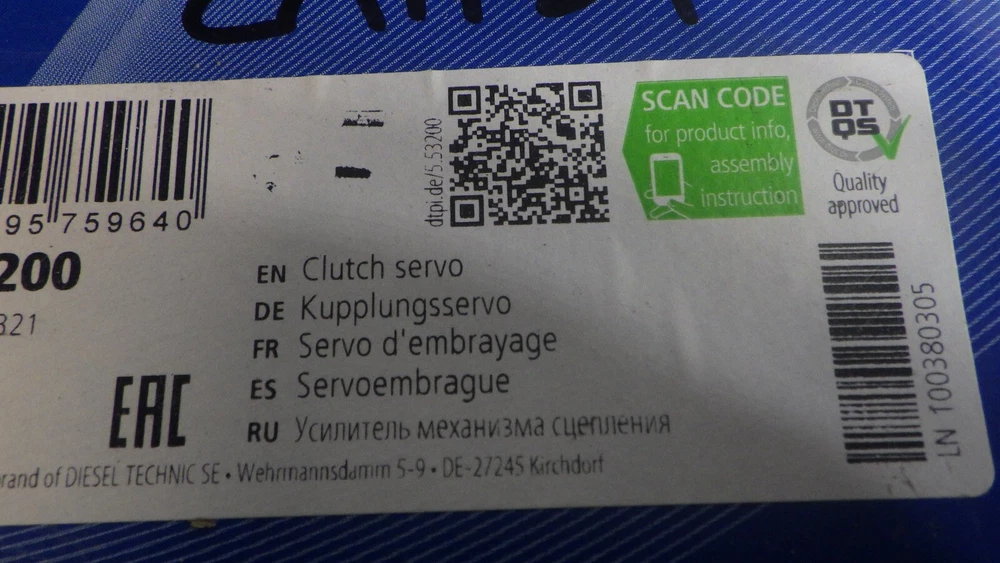 dtpi.de/5.53200
SCAN CODE
for product info,
assembly
instruction
DT
QS
Quality
approved
95 759640
200
321
EN Clutch servo
DE Kupplungsservo
FR Servo d'embrayage
ES Servoembrague
RU Усилитель механизма сцепления
EAC
LN 100380305
rand of DIESEL TECHNIC SE • Wehrmannsdamm 5-9 • DE-27245 Kirchdorf